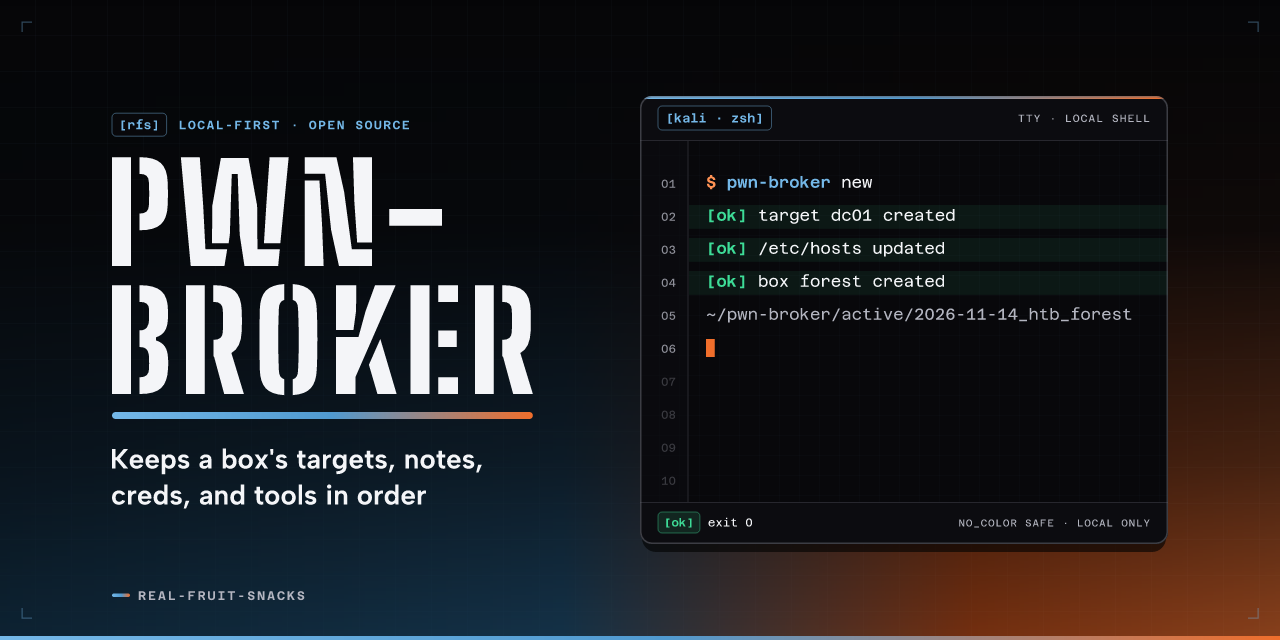 [rfs] LOCAL-FIRST · OPEN SOURCE
PWN-
BROKER
Keeps a box's targets, notes,
creds, and tools in order
REAL-FRUIT-SNACKS
[kali · zsh] TTY · LOCAL SHELL
01 $ pwn-broker new
02 [ok] target dc01 created
03 [ok] /etc/hosts updated
04 [ok] box forest created
05 ~/pwn-broker/active/2026-11-14_htb_forest
06
07
08
09
10
[ok] exit 0 NO_COLOR SAFE · LOCAL ONLY